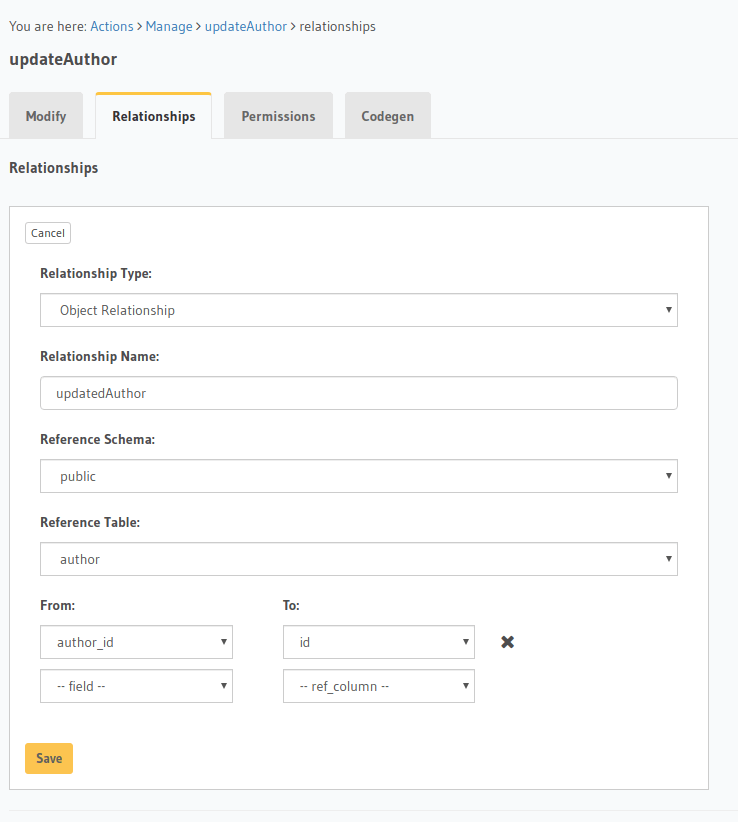 You are here: Actions > Manage > updateAuthor > relationships
updateAuthor
Modify Relationships Permissions Codegen
Relationships
Cancel
Relationship Type:
Object Relationship
Relationship Name:
updatedAuthor
Reference Schema:
public
Reference Table:
author
From: To:
author_id id
-- field -- -- ref_column --
Save